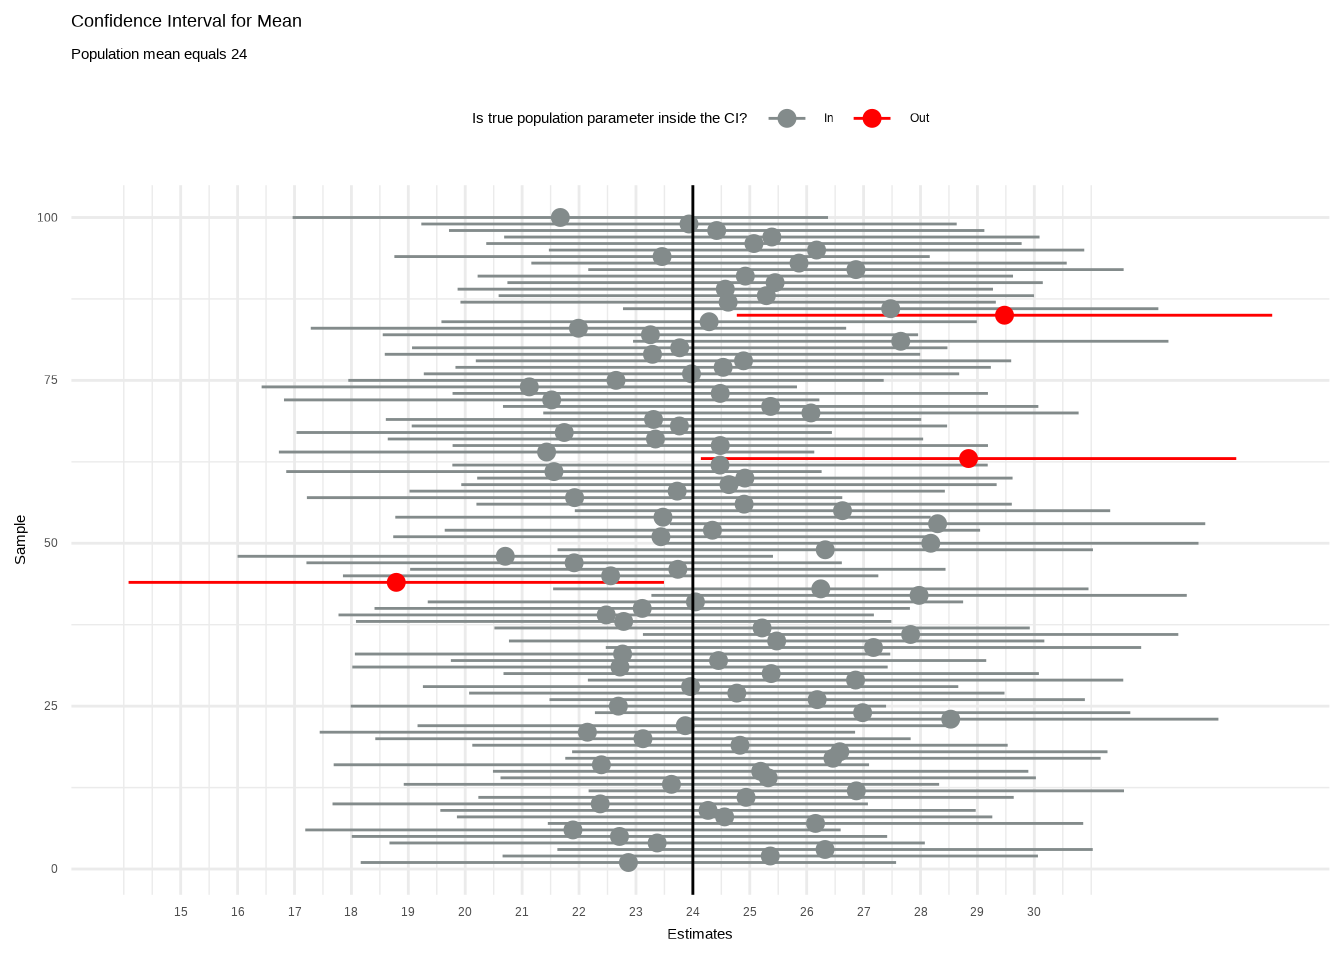 Confidence Interval for Mean
Population mean equals 24
Is true population parameter inside the CI? In Out
100
75
50
25
0
Sample
15 16 17 18 19 20 21 22 23 24 25 26 27 28 29 30
Estimates